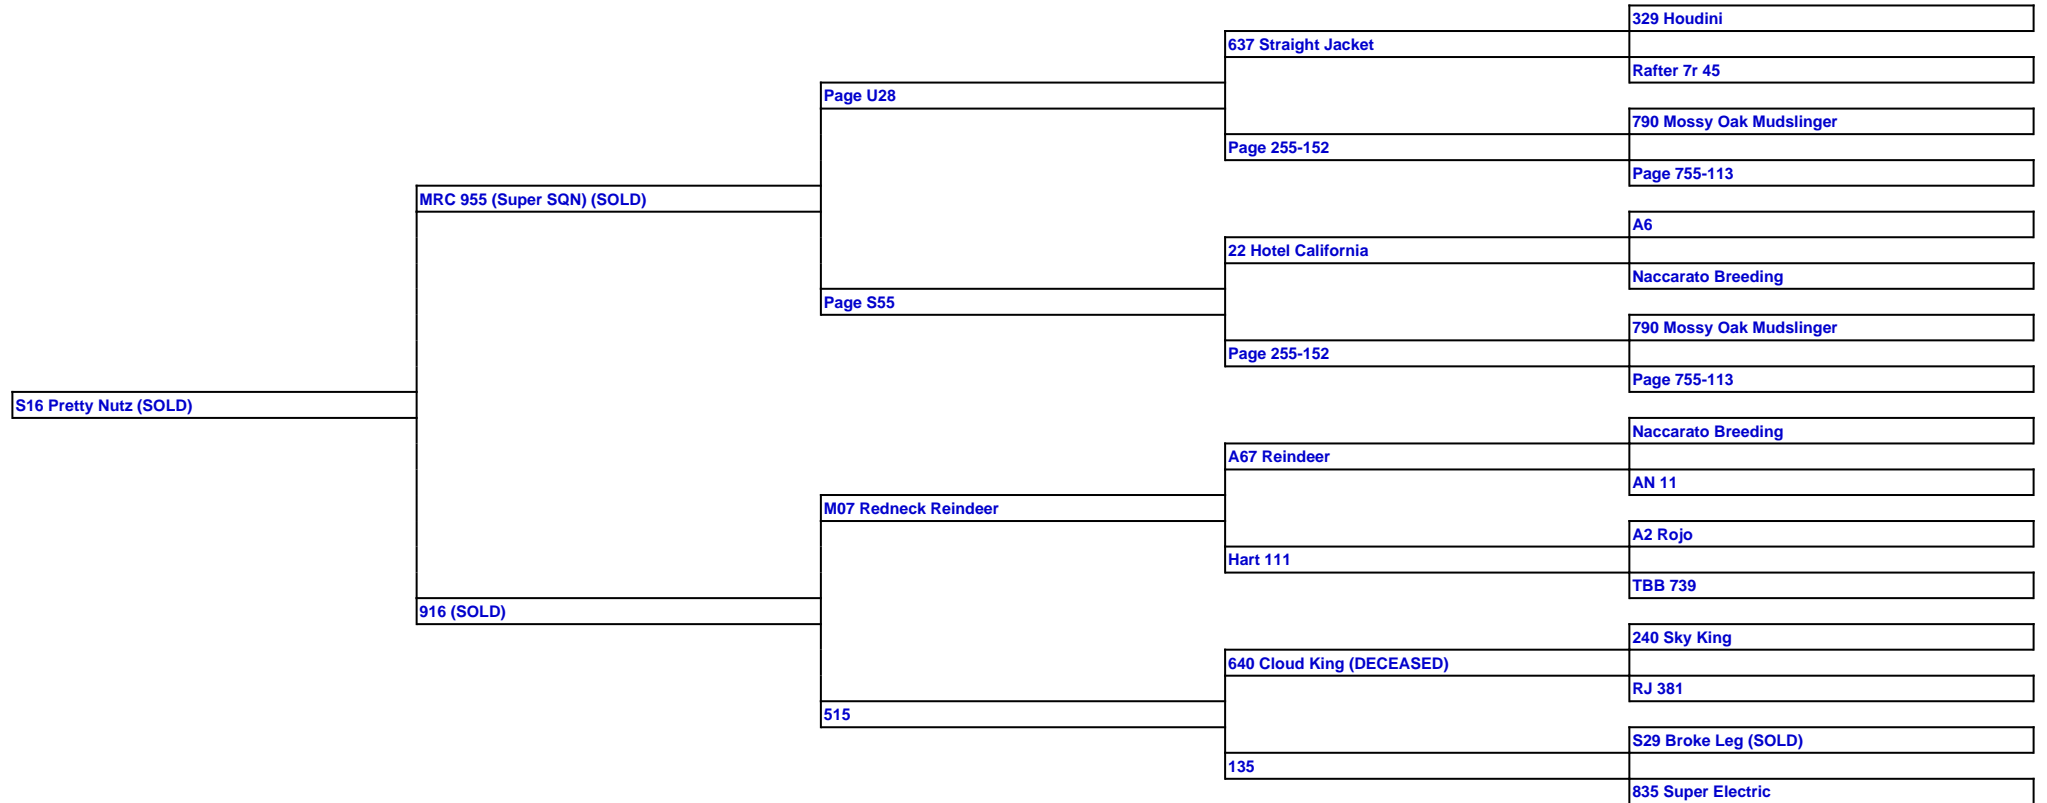 329 Houdini
637 Straight Jacket
Rafter 7r 45
Page U28
790 Mossy Oak Mudslinger
Page 255-152
Page 755-113
MRC 955 (Super SQN) (SOLD)
A6
22 Hotel California
Naccarato Breeding
Page S55
790 Mossy Oak Mudslinger
Page 255-152
Page 755-113
S16 Pretty Nutz (SOLD)
Naccarato Breeding
A67 Reindeer
AN 11
M07 Redneck Reindeer
A2 Rojo
Hart 111
TBB 739
916 (SOLD)
240 Sky King
640 Cloud King (DECEASED)
RJ 381
515
S29 Broke Leg (SOLD)
135
835 Super Electric